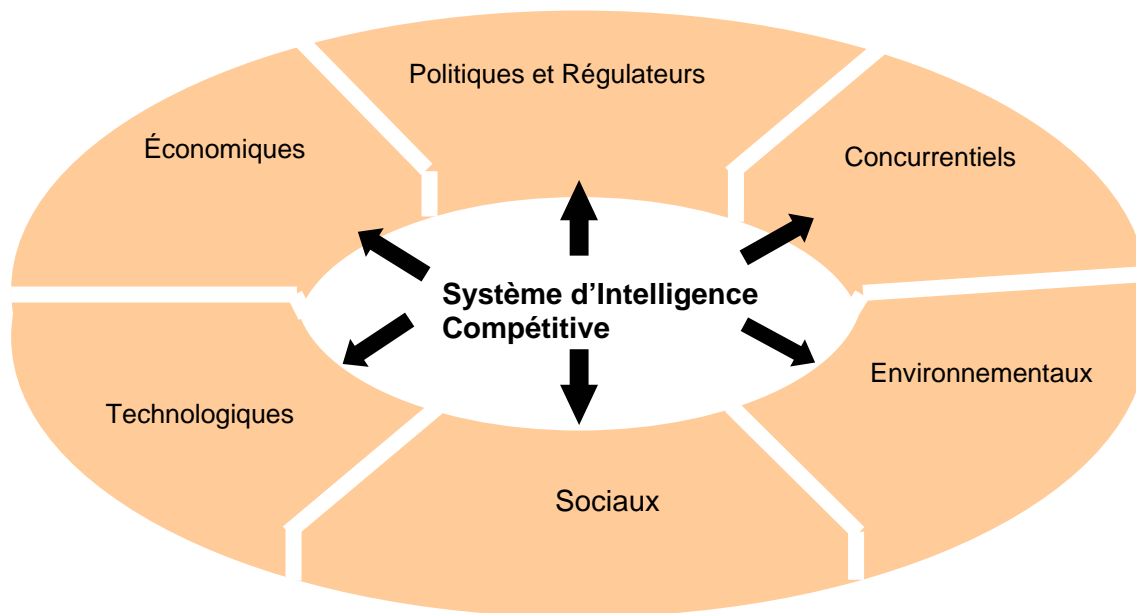 Politiques et Régulateurs
Économiques
Concurrentiels
Système d’Intelligence
Compétitive
Environnementaux
Technologiques
Sociaux